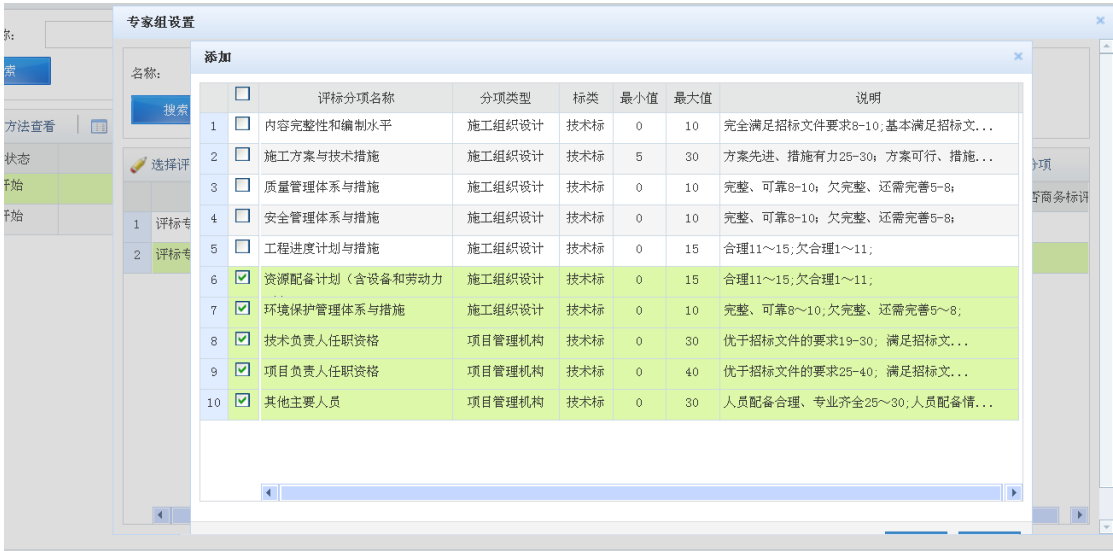 专家组设置
称:
索
名称:
搜索
方法查看
状态
开始
开始
选择评
分项
否商务标评
1 评标专
2 评标专
添加
评标分项名称 分项类型 标类 最小值 最大值 说明
1 内容完整性和编制水平 施工组织设计 技术标 0 10 完全满足招标文件要求8-10;基本满足招标文...
2 施工方案与技术措施 施工组织设计 技术标 5 30 方案先进、措施有力25-30; 方案可行、措施...
3 质量管理体系与措施 施工组织设计 技术标 0 10 完整、可靠8-10; 欠完整、还需完善5-8;
4 安全管理体系与措施 施工组织设计 技术标 0 10 完整、可靠8-10; 欠完整、还需完善5-8;
5 工程进度计划与措施 施工组织设计 技术标 0 15 合理11～15;欠合理1～11;
6 资源配备计划（含设备和劳动力 施工组织设计 技术标 0 15 合理11～15;欠合理1～11;
7 环境保护管理体系与措施 施工组织设计 技术标 0 10 完整、可靠8～10;欠完整、还需完善5～8;
8 技术负责人任职资格 项目管理机构 技术标 0 30 优于招标文件的要求19-30; 满足招标文...
9 项目负责人任职资格 项目管理机构 技术标 0 40 优于招标文件的要求25-40; 满足招标文...
10 其他主要人员 项目管理机构 技术标 0 30 人员配备合理、专业齐全25～30;人员配备情...